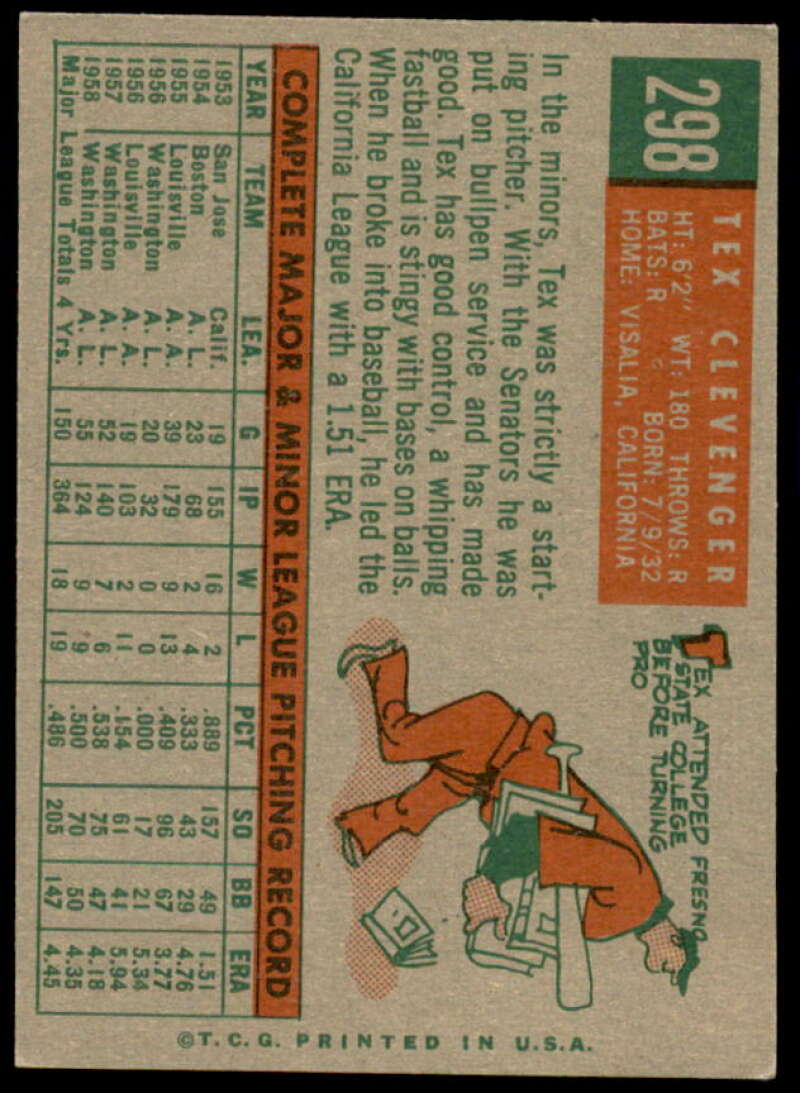 298
TEX CLEVENGER
HT: 6'2" WT: 180 THROWS: R
BATS: R BORN: 7/9/32
HOME: VISALIA, CALIFORNIA
In the minors, Tex was strictly a start-
ing pitcher. With the Senators he was
put on bullpen service and has made
good. Tex has good control, a whipping
fastball and is stingy with bases on balls.
When he broke into baseball, he led the
California League with a 1.51 ERA.
TEX ATTENDED FRESNO
STATE COLLEGE
BEFORE TURNING
PRO
COMPLETE MAJOR & MINOR LEAGUE PITCHING RECORD
YEAR TEAM LEA. G IP W L PCT SO BB ERA
1953 San Jose Calif. 19 155 16 2 .889 157 49 1.51
1954 Boston A. L. 23 68 2 4 .333 43 29 4.76
1955 Louisville A. A. 39 179 9 13 .409 96 67 3.77
1956 Washington A. L. 20 32 0 0 .000 17 21 5.34
1956 Louisville A. A. 19 103 2 11 .154 61 41 5.94
1957 Washington A. L. 52 140 7 6 .538 75 47 4.18
1958 Washington A. L. 55 124 9 9 .500 70 50 4.35
Major League Totals 4 Yrs. 150 364 18 19 .486 205 147 4.45
©T.C.G. PRINTED IN U.S.A.